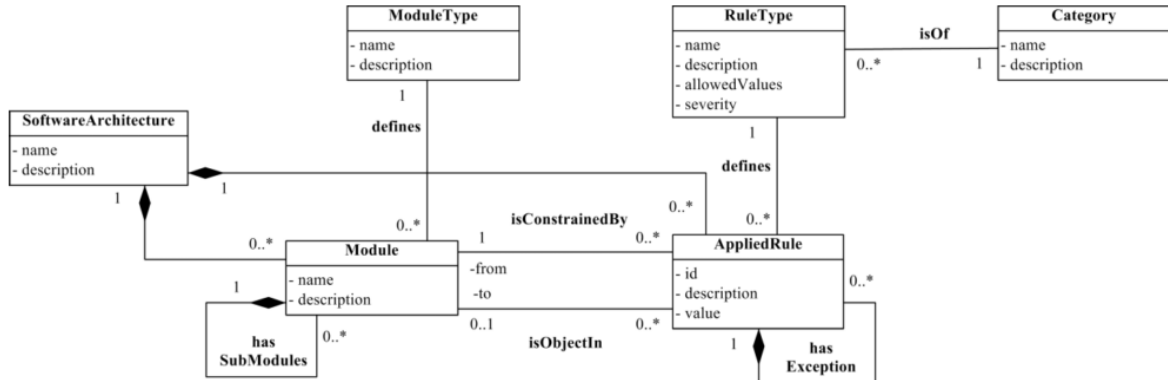 ModuleType
- name
- description
1
RuleType
- name
- description
- allowedValues
- severity
1
isOf
0..*
1
Category
- name
- description
SoftwareArchitecture
- name
- description
1
1
defines
defines
0..*
0..*
0..*
0..*
isConstrainedBy
1
0..*
Module
- name
- description
-from
-to
AppliedRule
- id
- description
- value
0..*
1
0..*
has
SubModules
0..1
0..*
isObjectIn
1
has
Exception